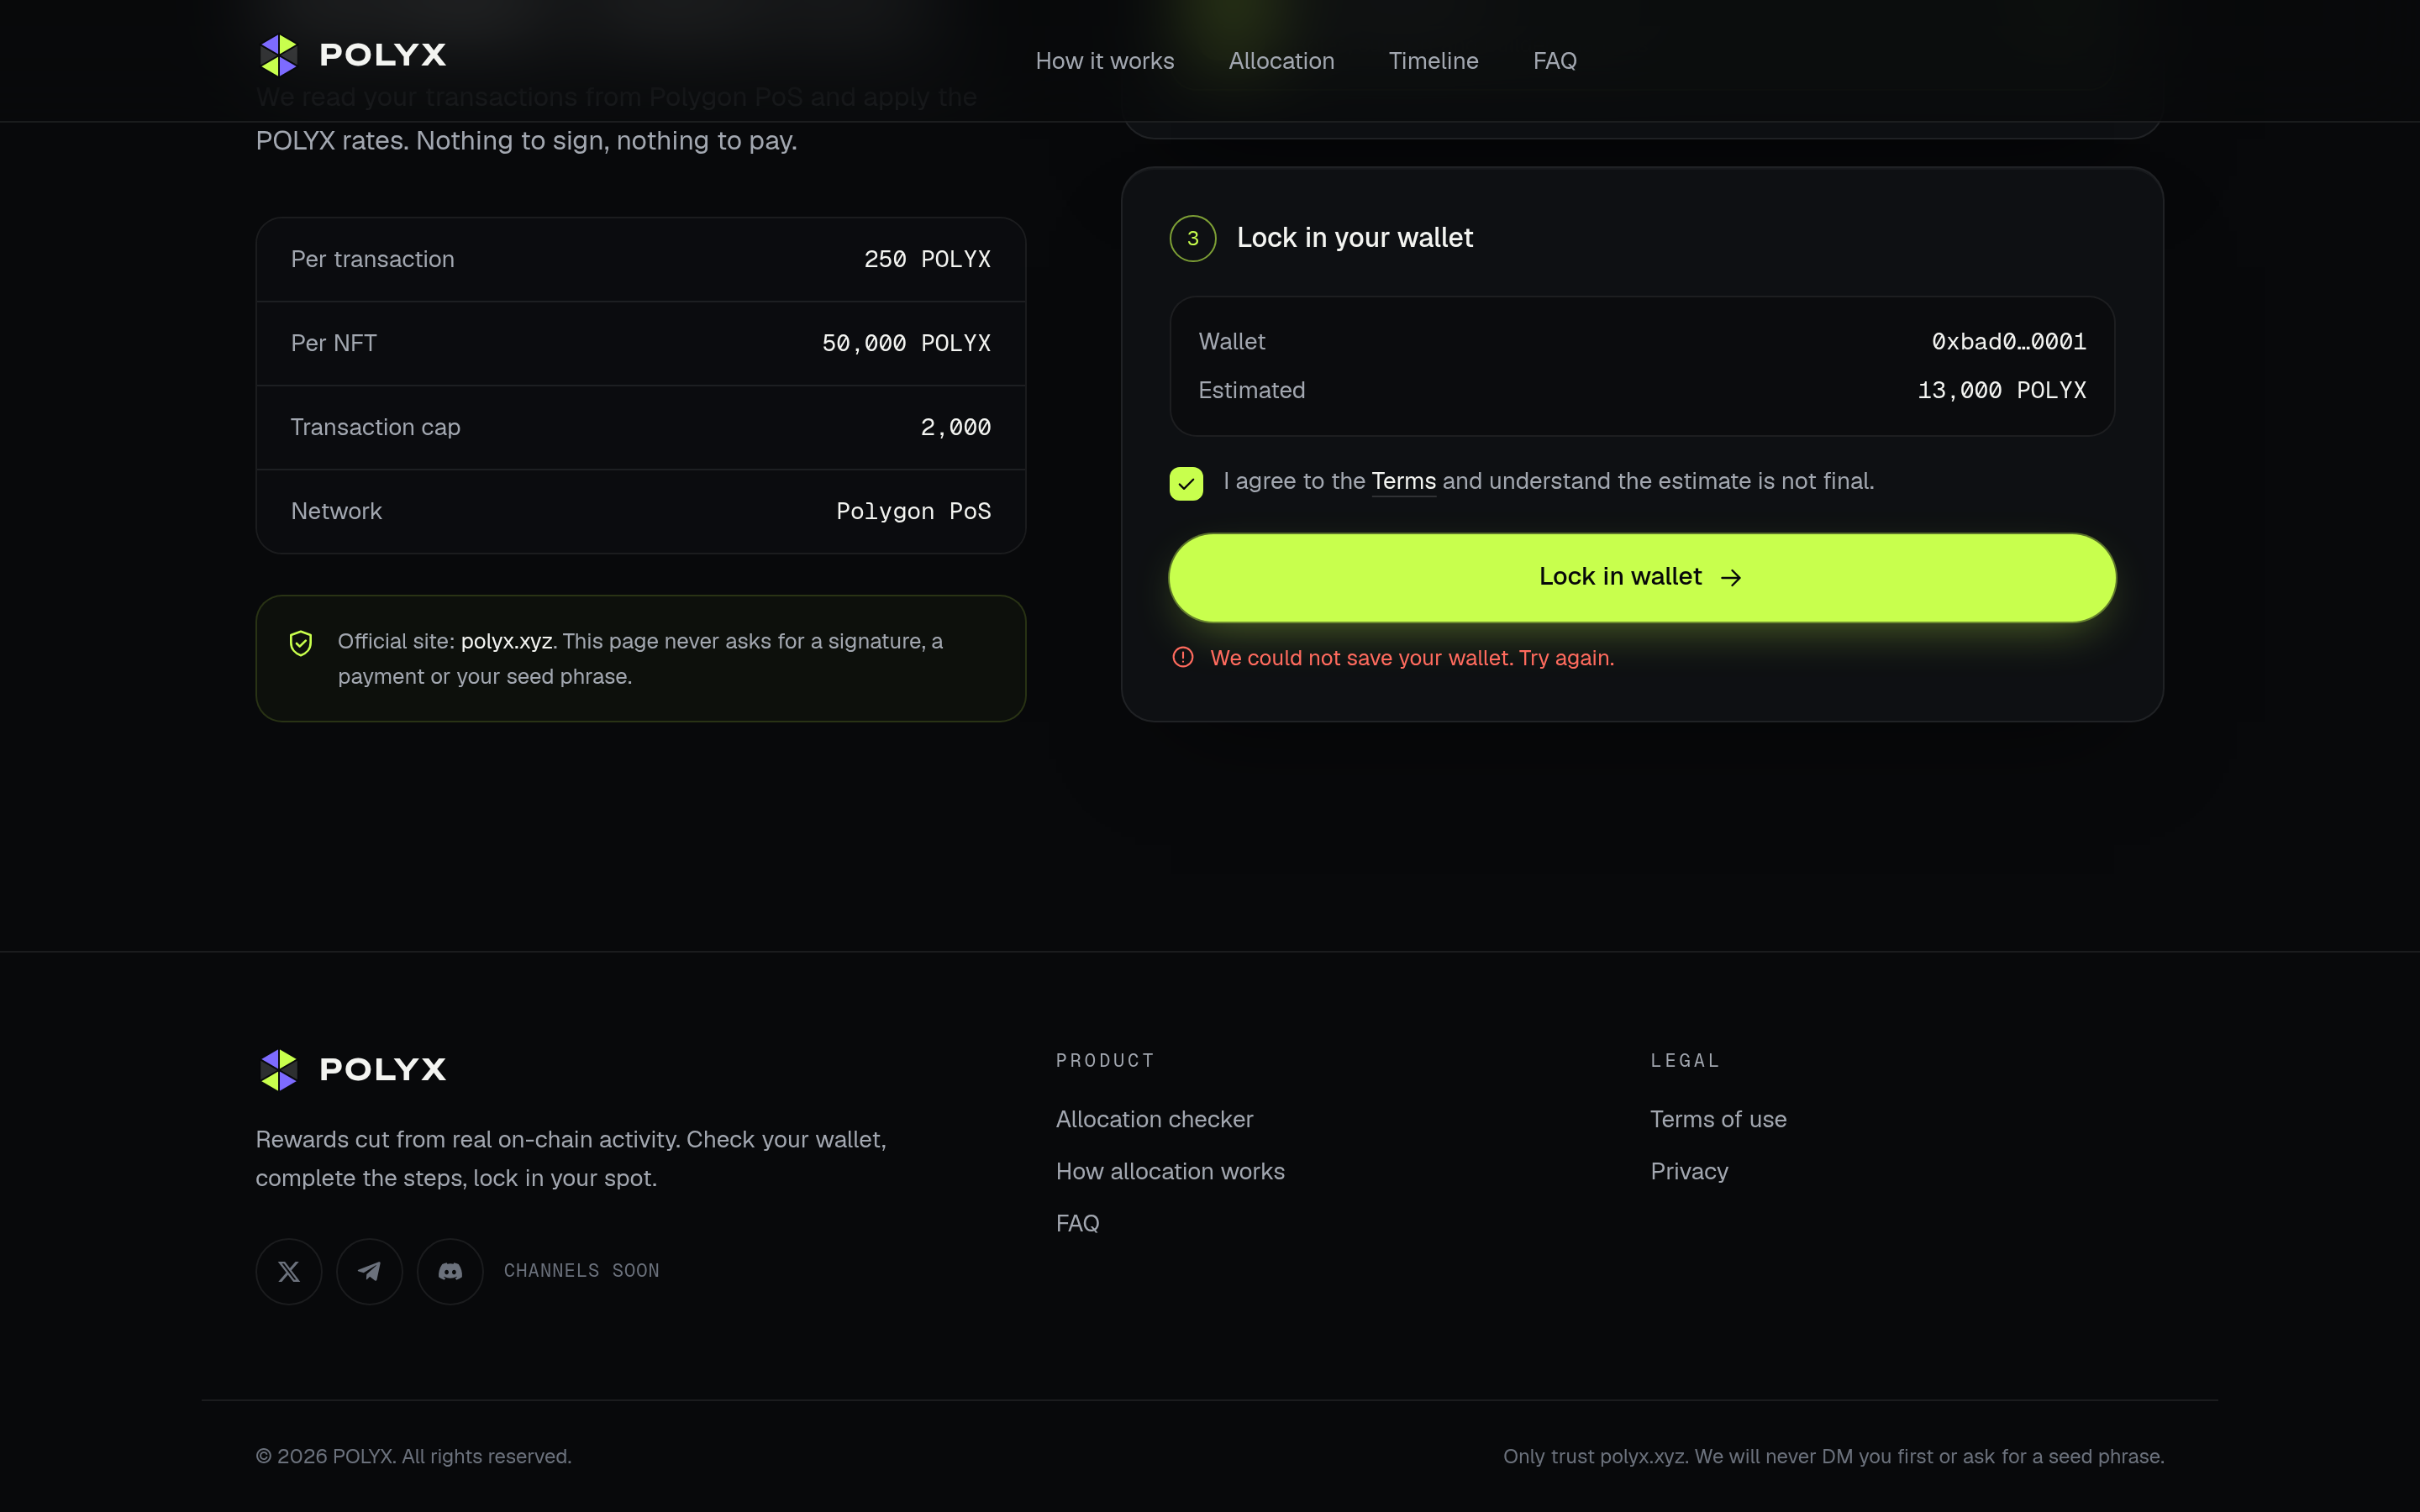 POLYX
How it works
Allocation
Timeline
FAQ
We read your transactions from Polygon PoS and apply the
POLYX rates. Nothing to sign, nothing to pay.
Per transaction 250 POLYX
Per NFT 50,000 POLYX
Transaction cap 2,000
Network Polygon PoS
Official site: polyx.xyz. This page never asks for a signature, a
payment or your seed phrase.
3 Lock in your wallet
Wallet 0xbad0…0001
Estimated 13,000 POLYX
I agree to the Terms and understand the estimate is not final.
Lock in wallet →
We could not save your wallet. Try again.
POLYX
Rewards cut from real on-chain activity. Check your wallet,
complete the steps, lock in your spot.
CHANNELS SOON
PRODUCT
Allocation checker
How allocation works
FAQ
LEGAL
Terms of use
Privacy
© 2026 POLYX. All rights reserved.
Only trust polyx.xyz. We will never DM you first or ask for a seed phrase.